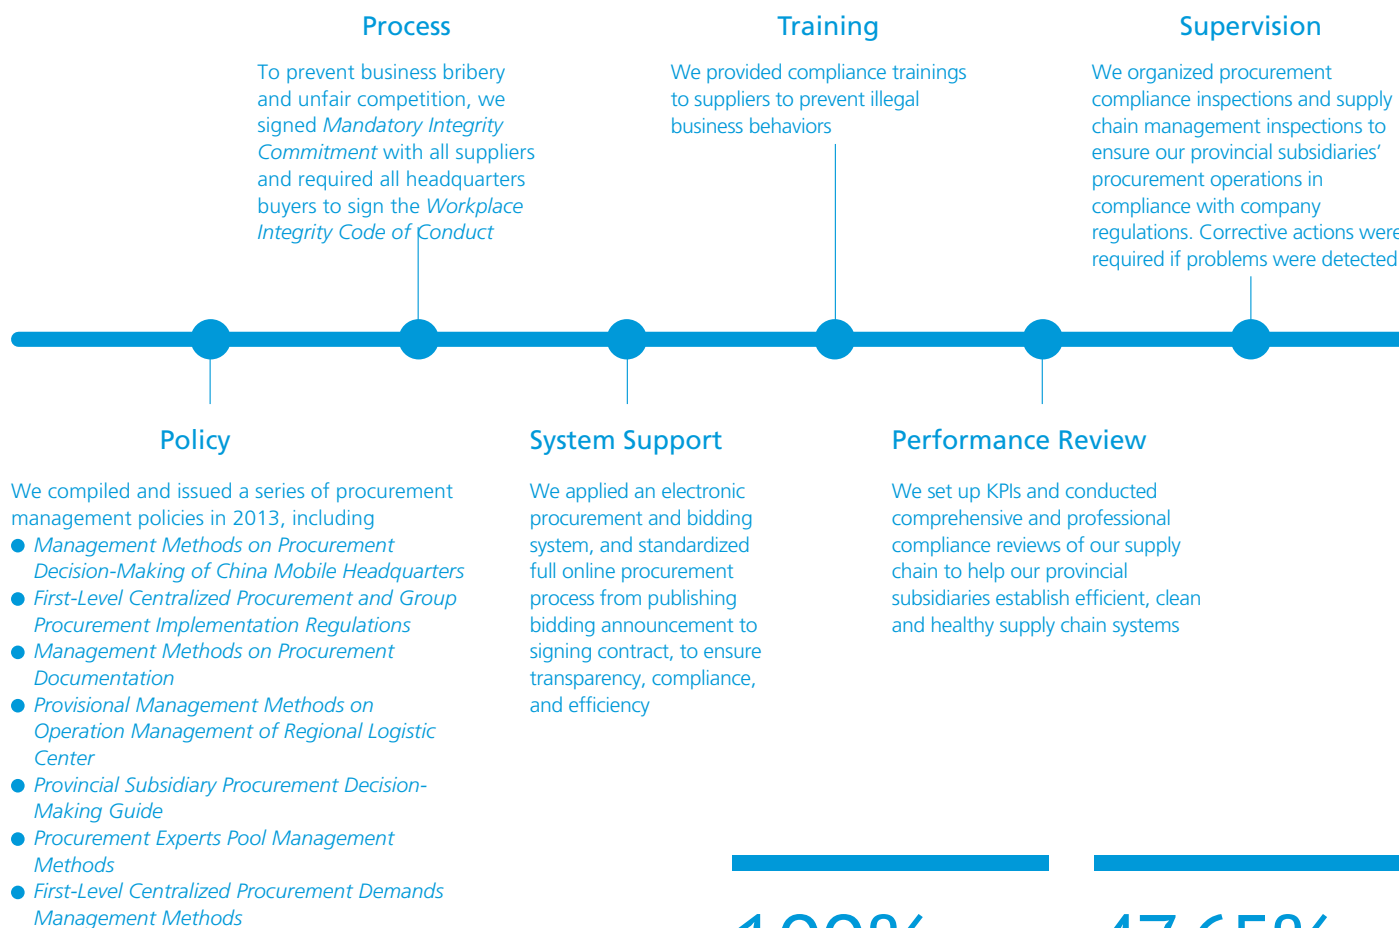 Process
To prevent business bribery
and unfair competition, we
signed Mandatory Integrity
Commitment with all suppliers
and required all headquarters
buyers to sign the Workplace
Integrity Code of Conduct
Training
We provided compliance trainings
to suppliers to prevent illegal
business behaviors
Supervision
We organized procurement
compliance inspections and supply
chain management inspections to
ensure our provincial subsidiaries’
procurement operations in
compliance with company
regulations. Corrective actions were
required if problems were detected
Policy
We compiled and issued a series of procurement
management policies in 2013, including
● Management Methods on Procurement
Decision-Making of China Mobile Headquarters
● First-Level Centralized Procurement and Group
Procurement Implementation Regulations
● Management Methods on Procurement
Documentation
● Provisional Management Methods on
Operation Management of Regional Logistic
Center
● Provincial Subsidiary Procurement Decision-
Making Guide
● Procurement Experts Pool Management
Methods
● First-Level Centralized Procurement Demands
Management Methods
System Support
We applied an electronic
procurement and bidding
system, and standardized
full online procurement
process from publishing
bidding announcement to
signing contract, to ensure
transparency, compliance,
and efficiency
Performance Review
We set up KPIs and conducted
comprehensive and professional
compliance reviews of our supply
chain to help our provincial
subsidiaries establish efficient, clean
and healthy supply chain systems